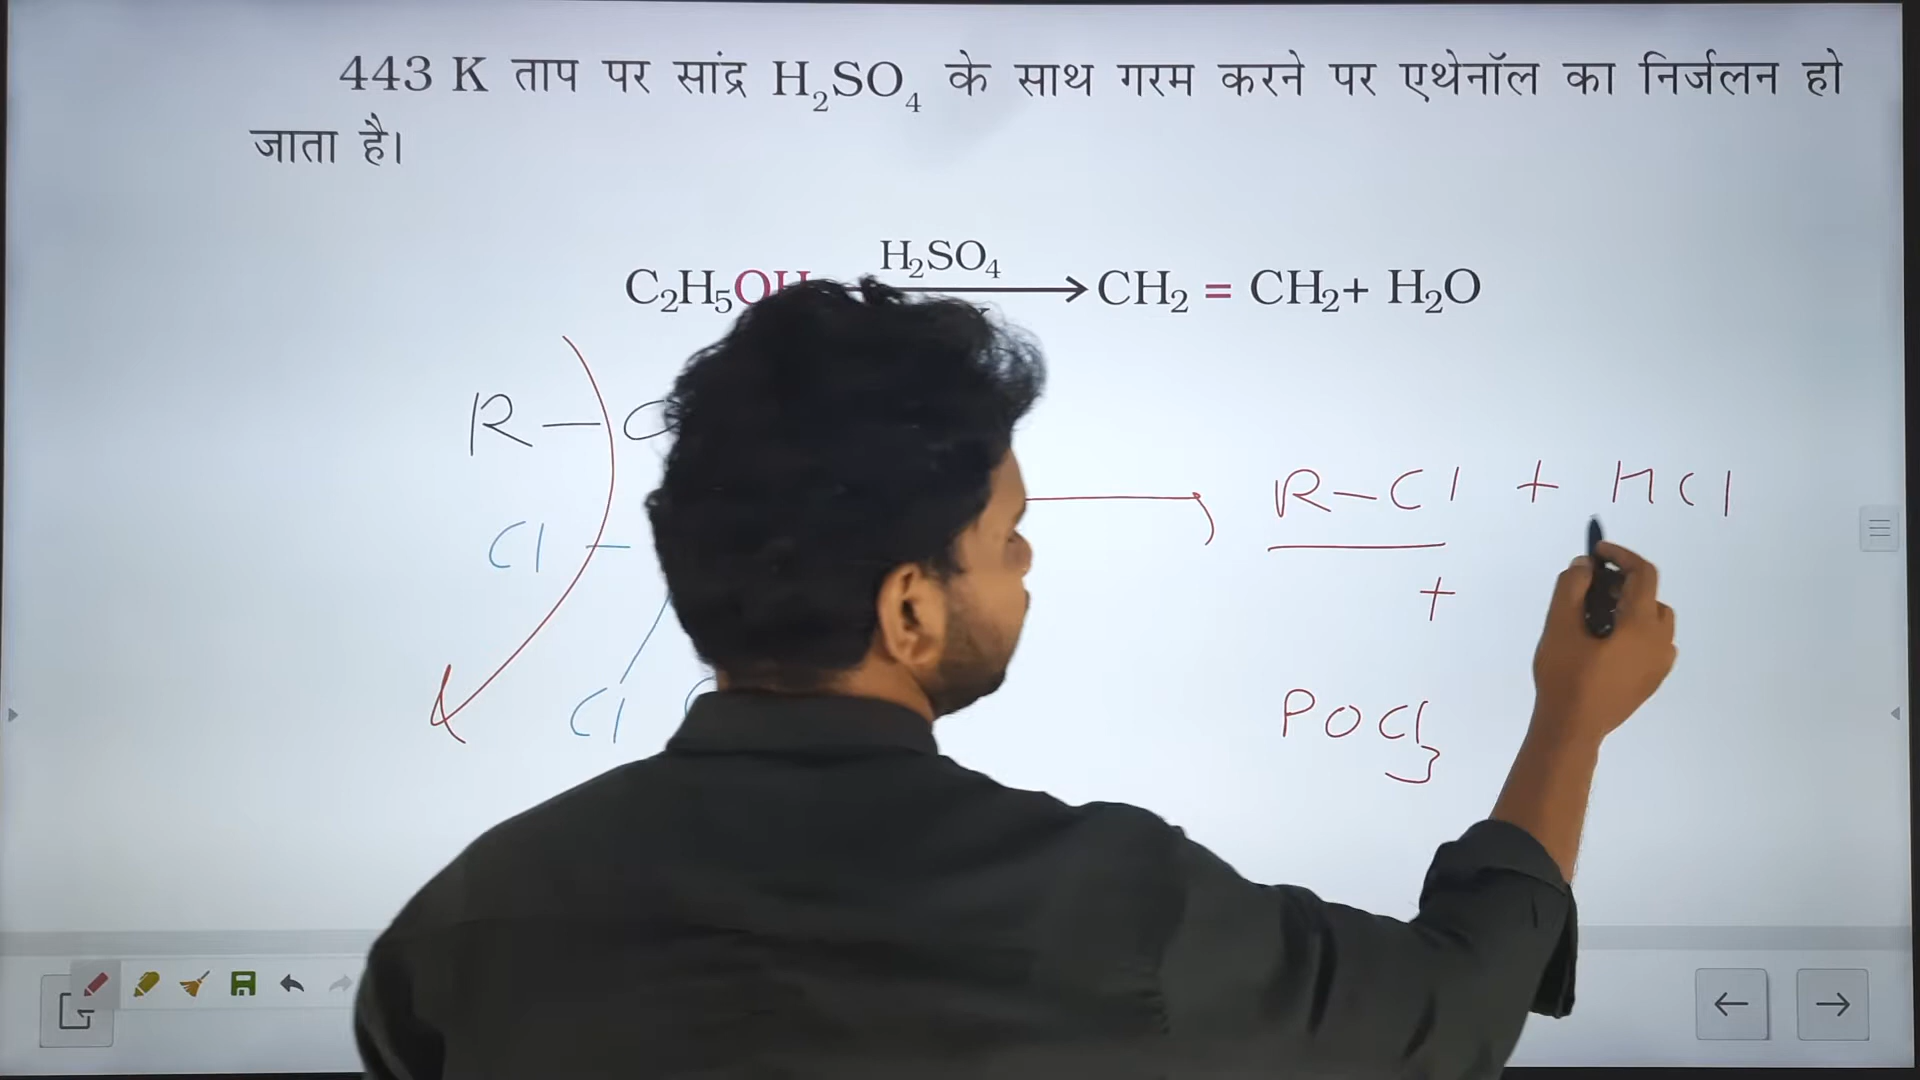 443 K ताप पर सांद्र H₂SO₄ के साथ गरम करने पर एथेनॉल का निर्जलन हो
जाता है।
H₂SO₄
C₂H₅OH → CH₂ = CH₂+ H₂O
R–O
R–Cl + HCl
Cl –
+
Cl
POCl₃